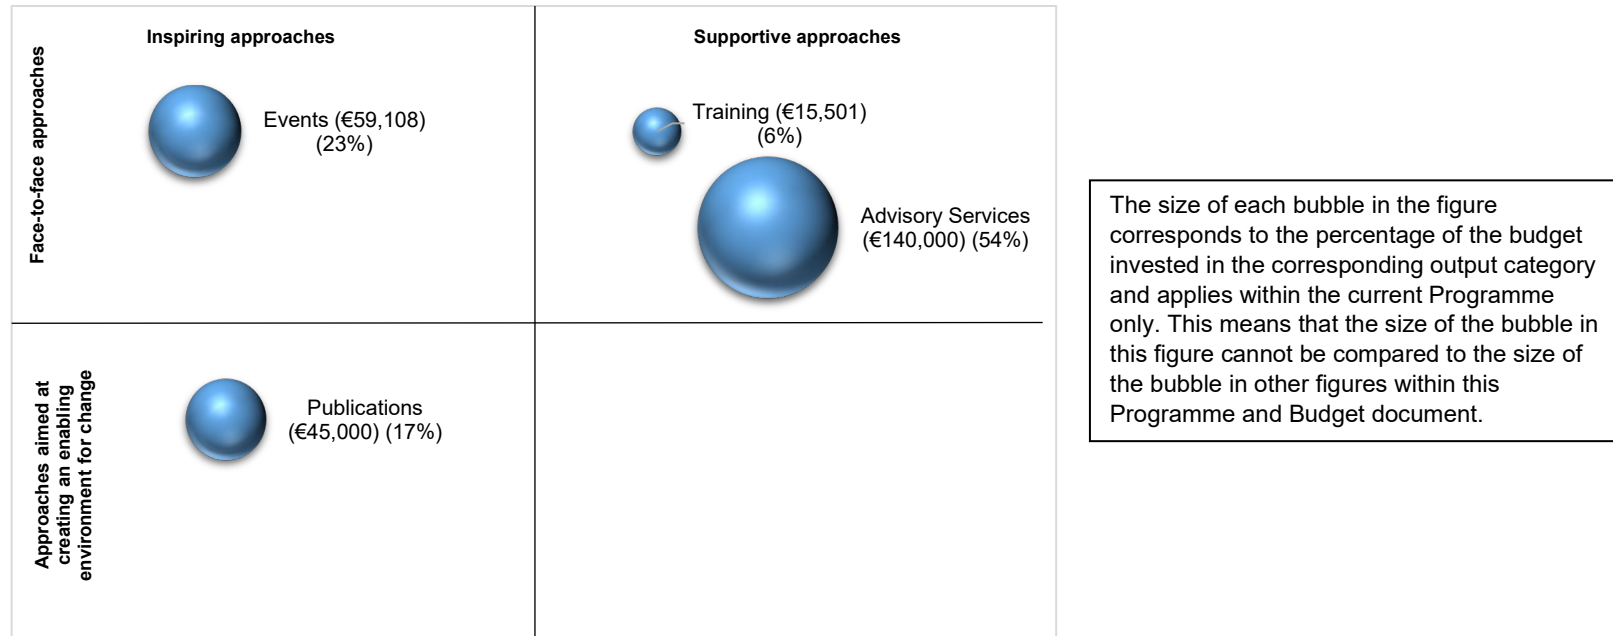 Inspiring approaches
Supportive approaches
Face-to-face approaches
Events (€59,108)
(23%)
Training (€15,501)
(6%)
Advisory Services
(€140,000) (54%)
Approaches aimed at
creating an enabling
environment for change
Publications
(€45,000) (17%)
The size of each bubble in the figure
corresponds to the percentage of the budget
invested in the corresponding output category
and applies within the current Programme
only. This means that the size of the bubble in
this figure cannot be compared to the size of
the bubble in other figures within this
Programme and Budget document.